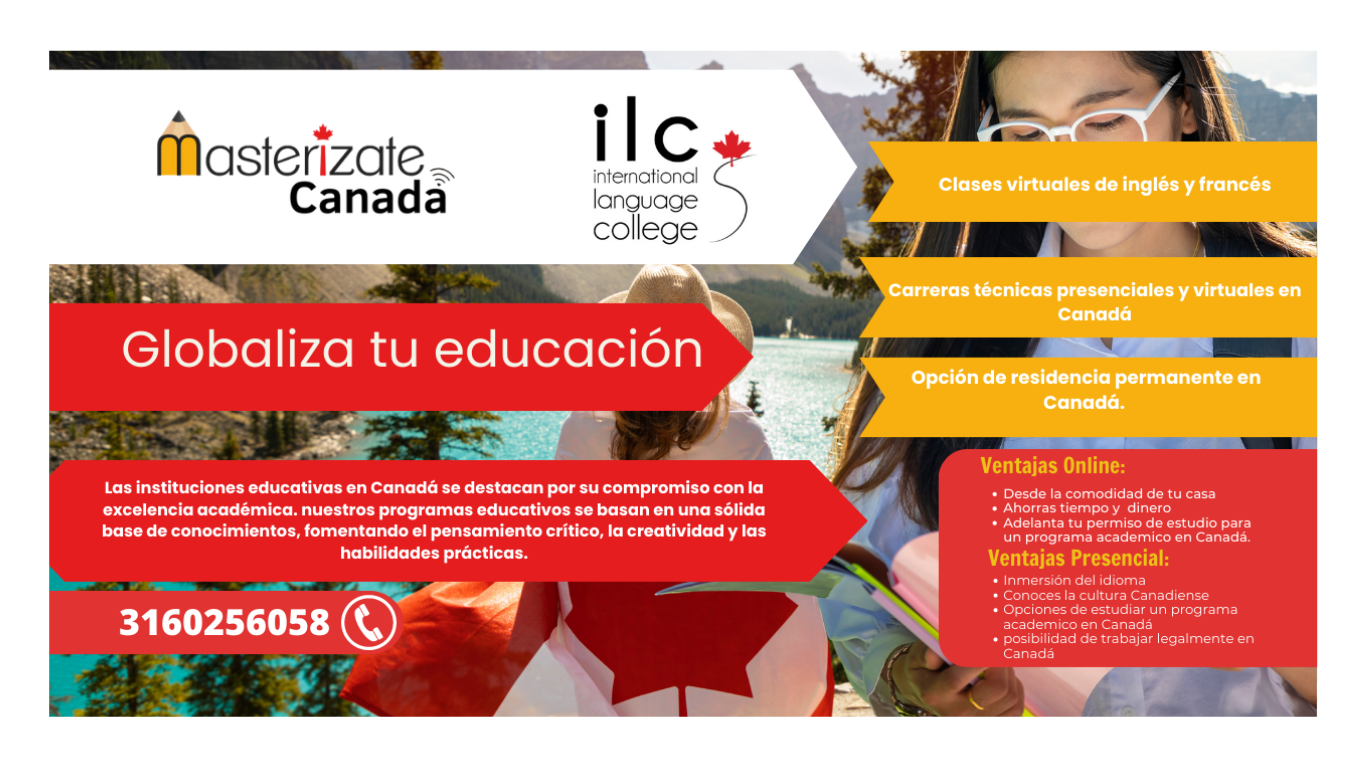 masterizate
Canada
ilc
international
language
college
Globaliza tu educación
Las instituciones educativas en Canadá se destacan por su compromiso con la
excelencia académica. nuestros programas educativos se basan en una sólida
base de conocimientos, fomentando el pensamiento crítico, la creatividad y las
habilidades prácticas.
3160256058
Clases virtuales de inglés y francés
Carreras técnicas presenciales y virtuales en
Canadá
Opción de residencia permanente en
Canadá.
Ventajas Online:
• Desde la comodidad de tu casa
• Ahorras tiempo y dinero
• Adelanta tu permiso de estudio para
un programa academico en Canadá.
Ventajas Presencial:
• Inmersión del idioma
• Conoces la cultura Canadiense
• Opciones de estudiar un programa
academico en Canadá
• posibilidad de trabajar legalmente en
Canadá